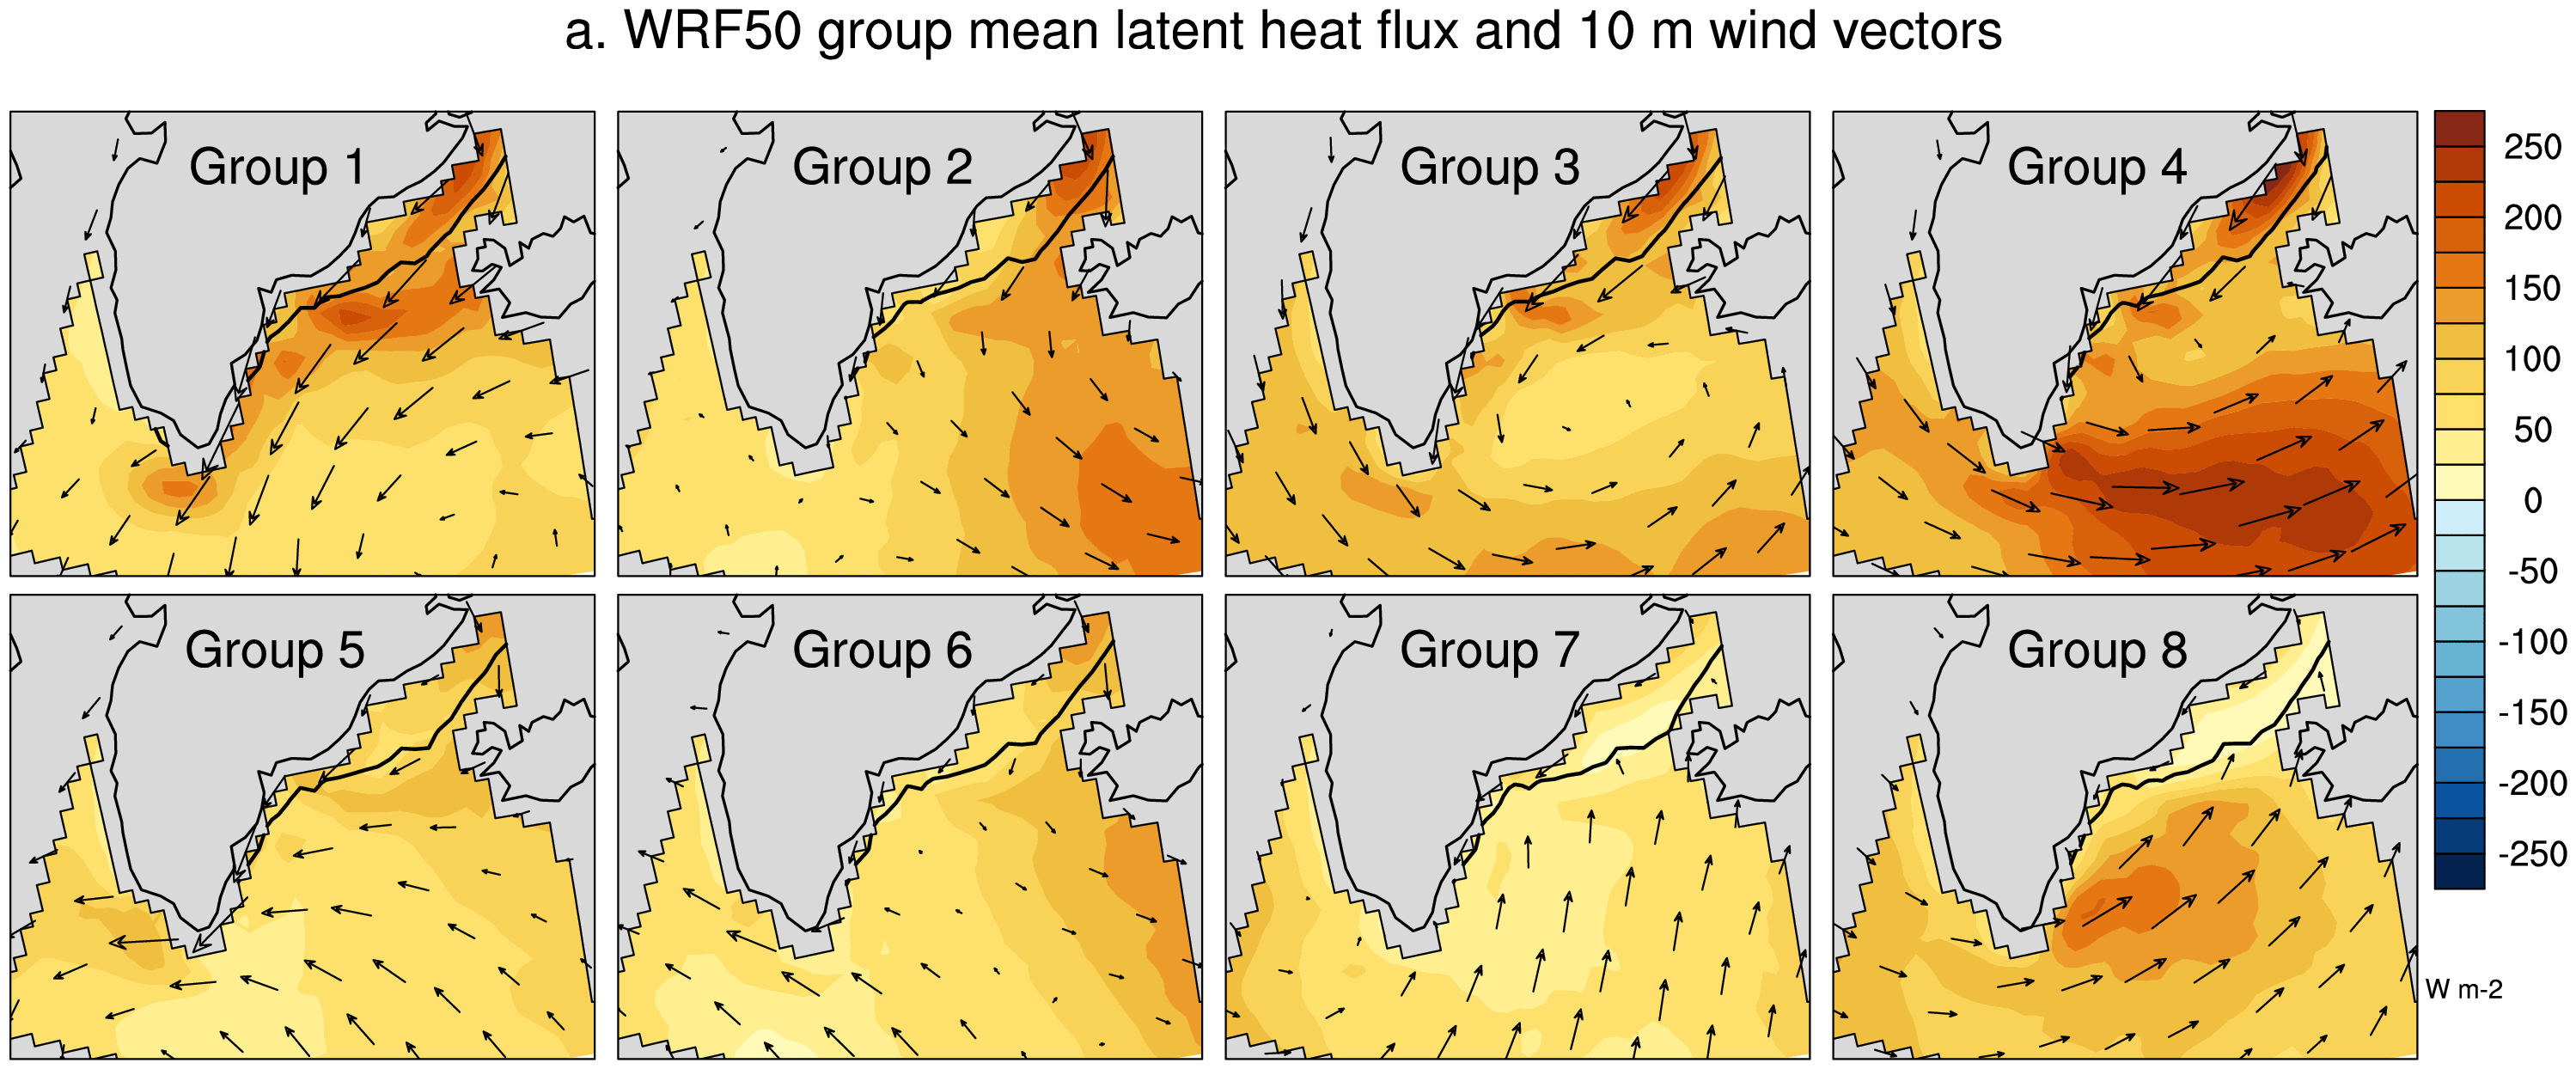 a. WRF50 group mean latent heat flux and 10 m wind vectors
Group 1
Group 2
Group 3
Group 4
Group 5
Group 6
Group 7
Group 8
250
200
150
100
50
0
-50
-100
-150
-200
-250
W m-2